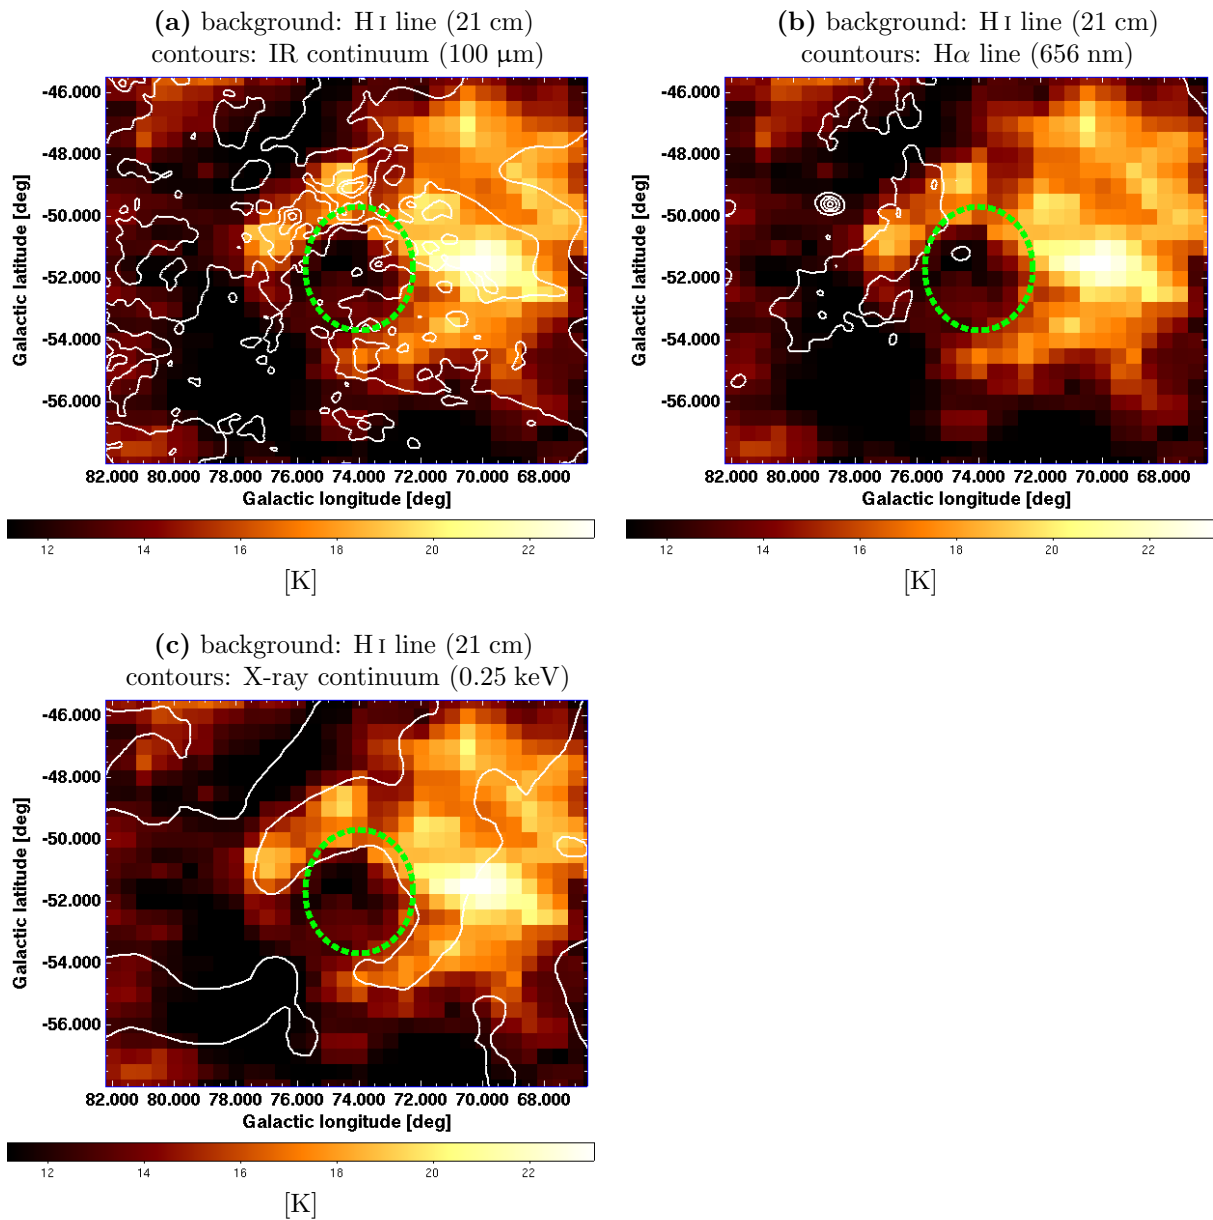 (a) background: H I line (21 cm)
contours: IR continuum (100 μm)
-46.000
-48.000
-50.000
-52.000
-54.000
-56.000
Galactic latitude [deg]
82.000 80.000 78.000 76.000 74.000 72.000 70.000 68.000
Galactic longitude [deg]
12 14 16 18 20 22
[K]
(b) background: H I line (21 cm)
countours: Hα line (656 nm)
-46.000
-48.000
-50.000
-52.000
-54.000
-56.000
Galactic latitude [deg]
82.000 80.000 78.000 76.000 74.000 72.000 70.000 68.000
Galactic longitude [deg]
12 14 16 18 20 22
[K]
(c) background: H I line (21 cm)
contours: X-ray continuum (0.25 keV)
-46.000
-48.000
-50.000
-52.000
-54.000
-56.000
Galactic latitude [deg]
82.000 80.000 78.000 76.000 74.000 72.000 70.000 68.000
Galactic longitude [deg]
12 14 16 18 20 22
[K]